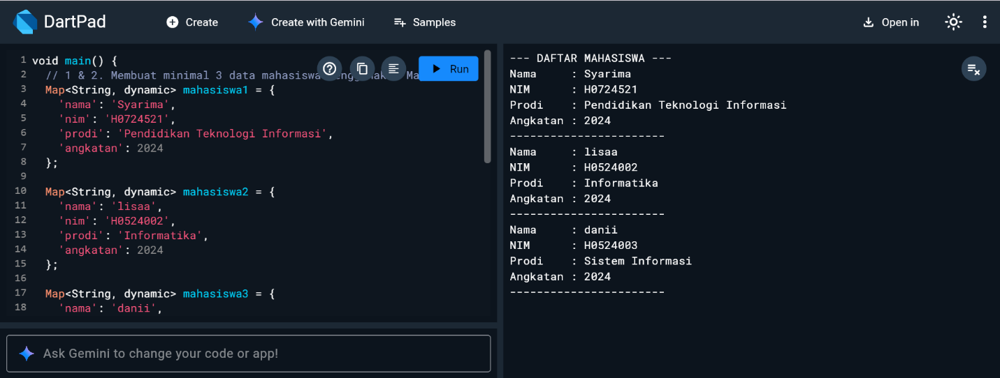 DartPad
Create
Create with Gemini
Samples
Open in
Run
1 void main() {
2 // 1 & 2. Membuat minimal 3 data mahasiswa
3 Map<String, dynamic> mahasiswa1 = {
4 'nama': 'Syarima',
5 'nim': 'H0724521',
6 'prodi': 'Pendidikan Teknologi Informasi',
7 'angkatan': 2024
8 };
9
10 Map<String, dynamic> mahasiswa2 = {
11 'nama': 'lisaa',
12 'nim': 'H0524002',
13 'prodi': 'Informatika',
14 'angkatan': 2024
15 };
16
17 Map<String, dynamic> mahasiswa3 = {
18 'nama': 'danii',
Ask Gemini to change your code or app!
--- DAFTAR MAHASISWA ---
Nama : Syarima
NIM : H0724521
Prodi : Pendidikan Teknologi Informasi
Angkatan : 2024
-----------------------
Nama : lisaa
NIM : H0524002
Prodi : Informatika
Angkatan : 2024
-----------------------
Nama : danii
NIM : H0524003
Prodi : Sistem Informasi
Angkatan : 2024
-----------------------